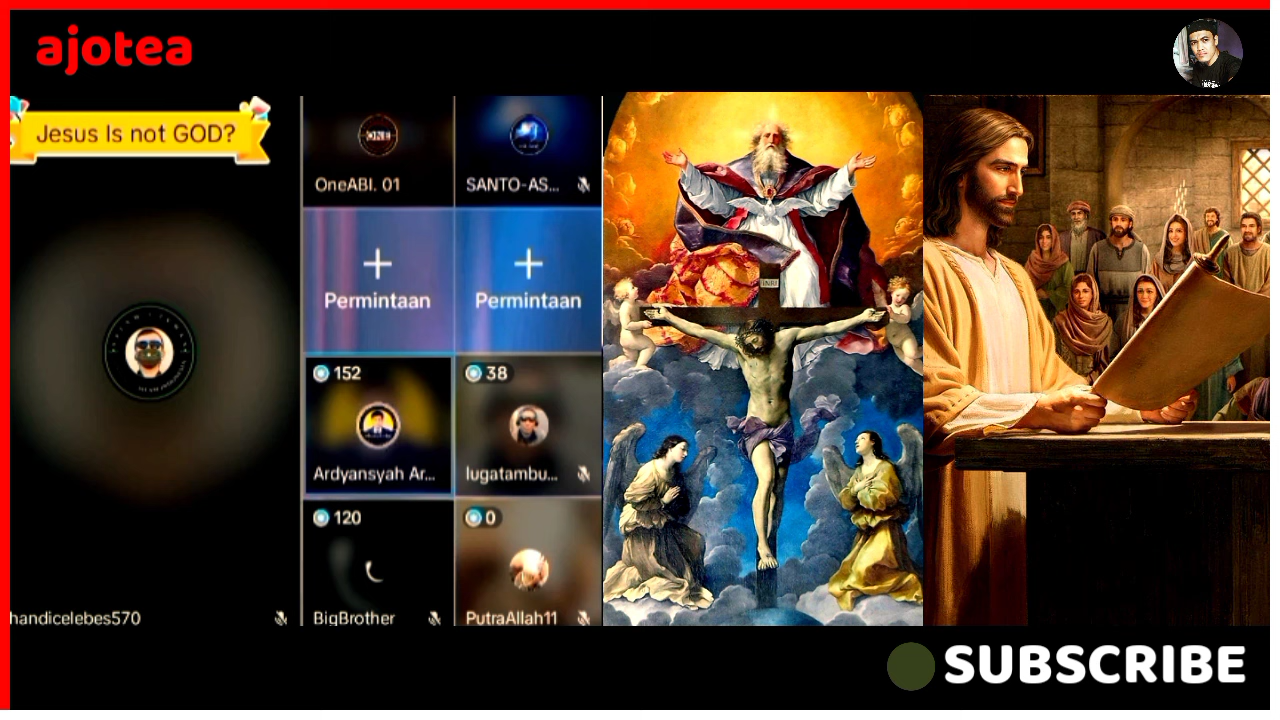 ajotea
Jesus Is not GOD?
OneABI. 01
SANTO-AS...
Permintaan
Permintaan
152
38
Ardyansyah Ar...
lugatambu...
120
0
handicelebes570
BigBrother
PutraAllah11
INRI
SUBSCRIBE